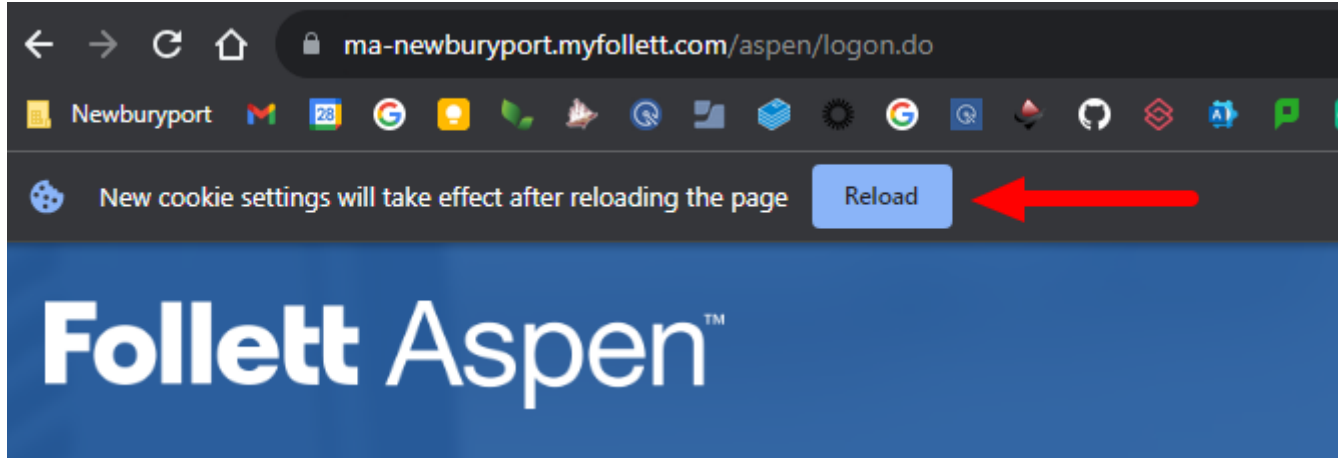 ma-newburyport.myfollett.com/aspen/logon.do
Newburyport 28
New cookie settings will take effect after reloading the page Reload
Follett Aspen™